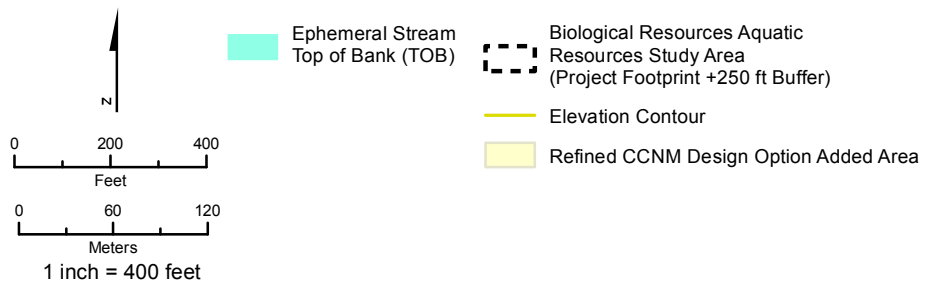 N
0 200 400
Feet
0 60 120
Meters
1 inch = 400 feet
Ephemeral Stream
Top of Bank (TOB)
Biological Resources Aquatic
Resources Study Area
(Project Footprint +250 ft Buffer)
Elevation Contour
Refined CCNM Design Option Added Area